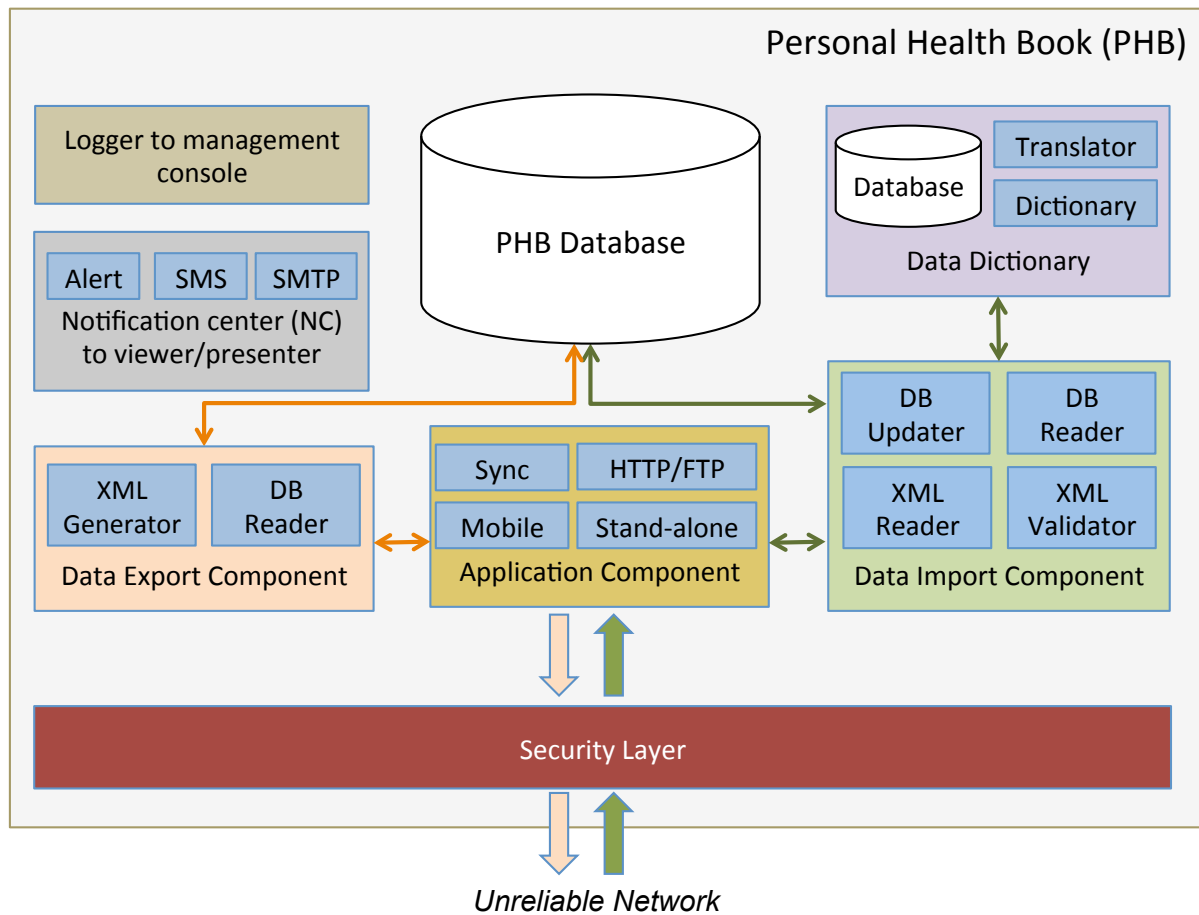 Personal Health Book (PHB)
Logger to management
console
Alert
SMS
SMTP
Notification center (NC)
to viewer/presenter
PHB Database
Database
Translator
Dictionary
Data Dictionary
XML
Generator
DB
Reader
Data Export Component
Sync
HTTP/FTP
Mobile
Stand-alone
Application Component
DB
Updater
DB
Reader
XML
Reader
XML
Validator
Data Import Component
Security Layer
Unreliable Network